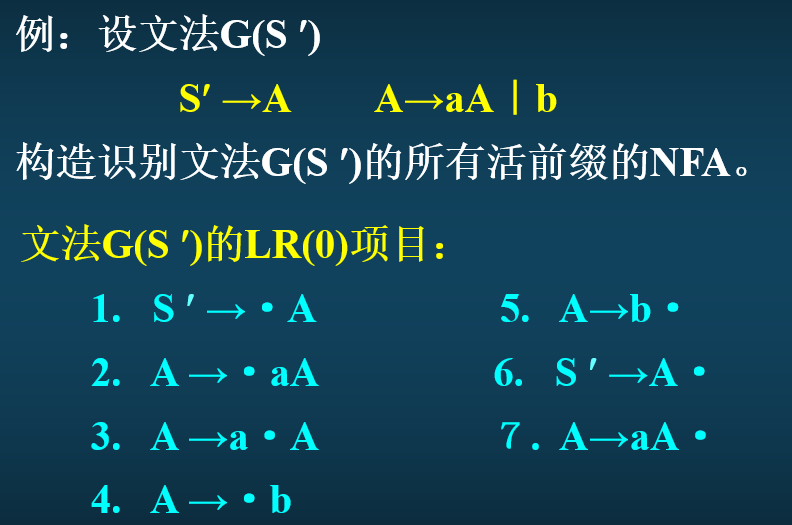 例：设文法G(S ′)
S′ →A A→aA｜b
构造识别文法G(S ′)的所有活前缀的NFA。
文法G(S ′)的LR(0)项目：
1. S ′ → • A 5. A→b •
2. A → • aA 6. S ′ →A •
3. A →a • A ７. A→aA •
4. A → • b